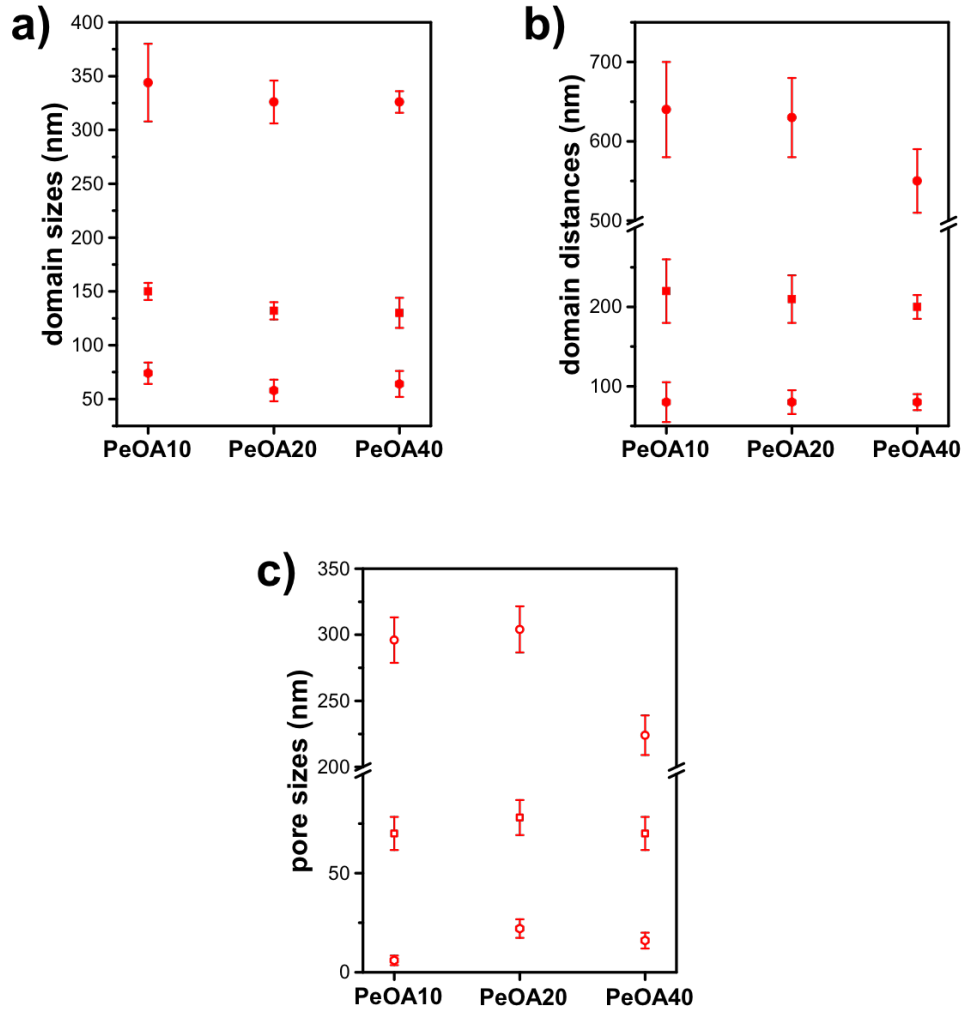 a)
domain sizes (nm)
400
350
300
250
200
150
100
50
PeOA10
PeOA20
PeOA40
b)
domain distances (nm)
700
600
500
200
100
PeOA10
PeOA20
PeOA40
c)
pore sizes (nm)
350
300
250
200
50
0
PeOA10
PeOA20
PeOA40